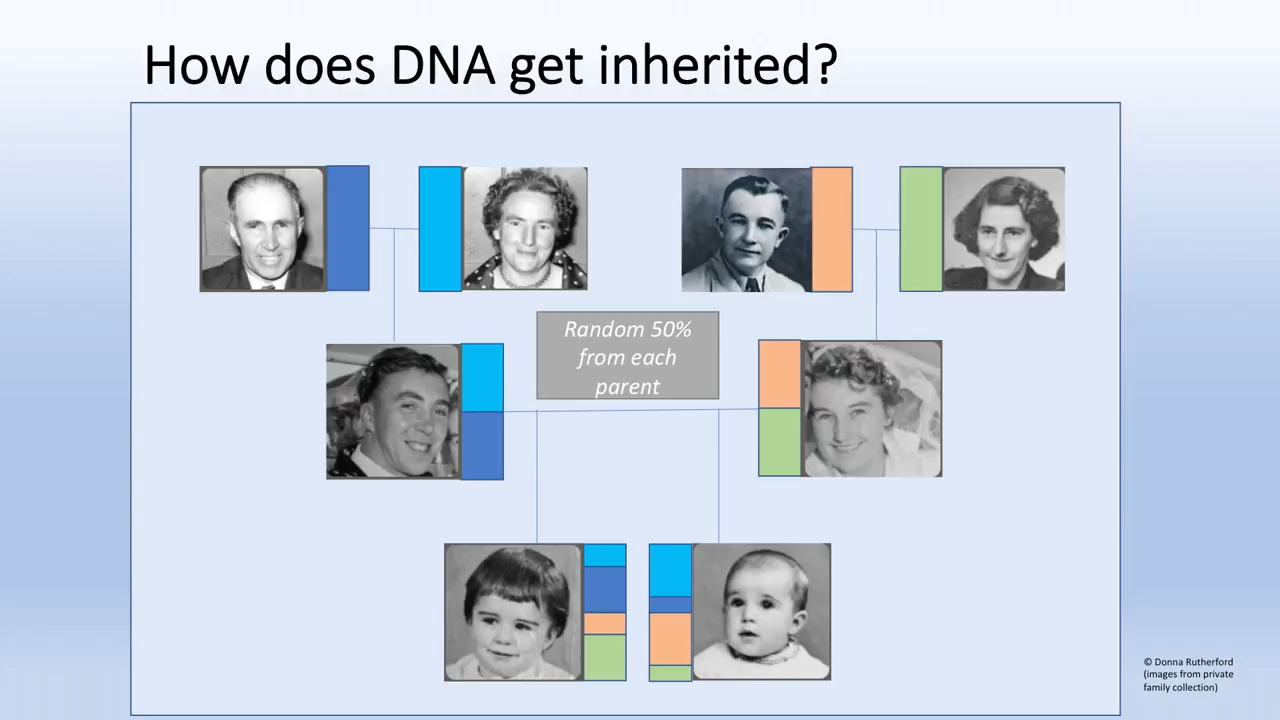 How does DNA get inherited?
Random 50%
from each
parent
© Donna Rutherford
(images from private
family collection)